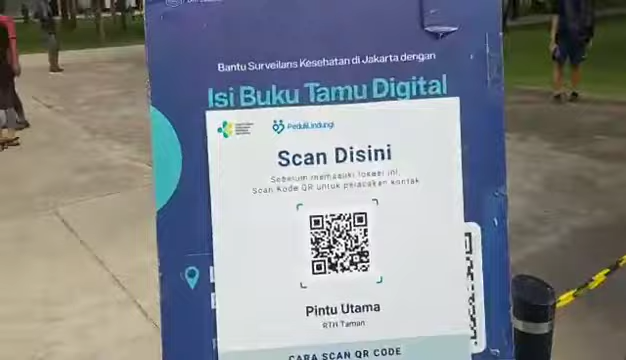 Bantu Surveilans Kesehatan di Jakarta dengan
Isi Buku Tamu Digital
PeduliLindungi
Scan Disini
Sebelum memasuki lokasi ini,
Scan Kode QR untuk pelacakan kontak
Pintu Utama
RTH Taman
CARA SCAN QR CODE